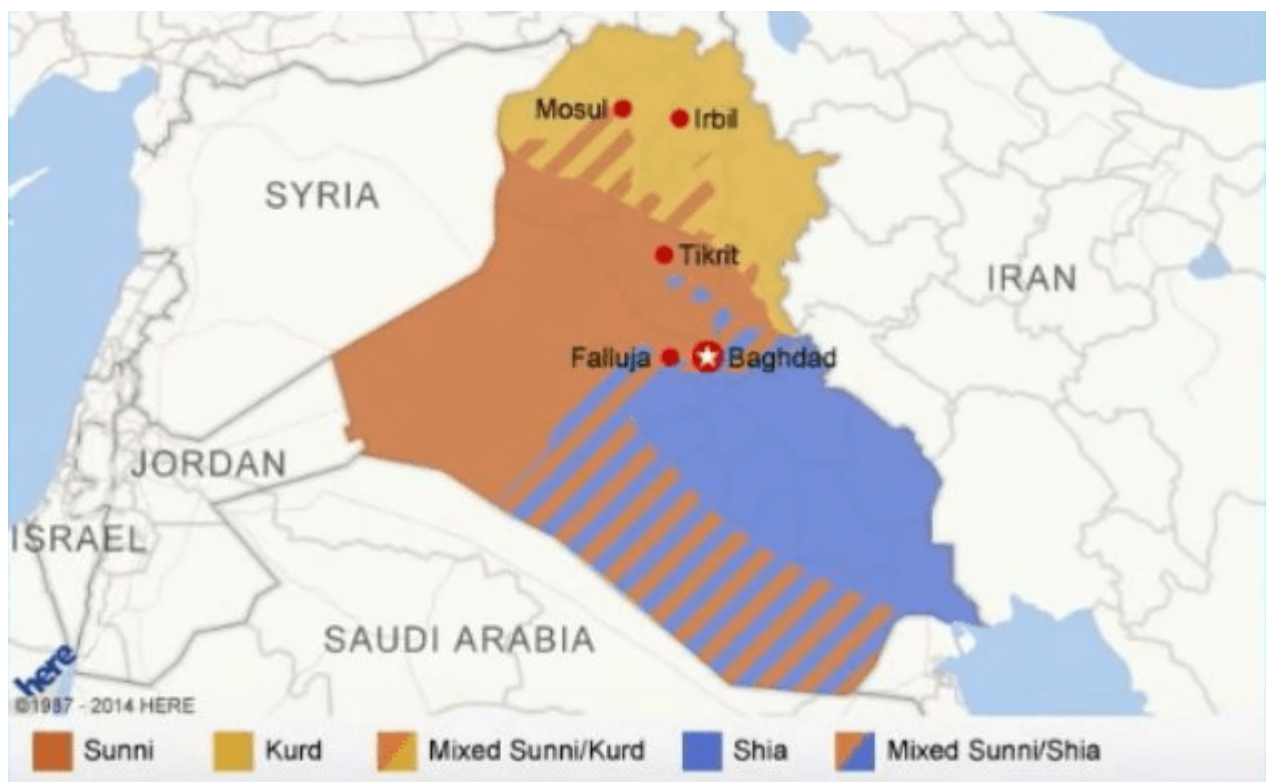 Mosul
Irbil
SYRIA
Tikrit
IRAN
Falluja
Baghdad
JORDAN
ISRAEL
SAUDI ARABIA
here
©1987 - 2014 HERE
Sunni
Kurd
Mixed Sunni/Kurd
Shia
Mixed Sunni/Shia